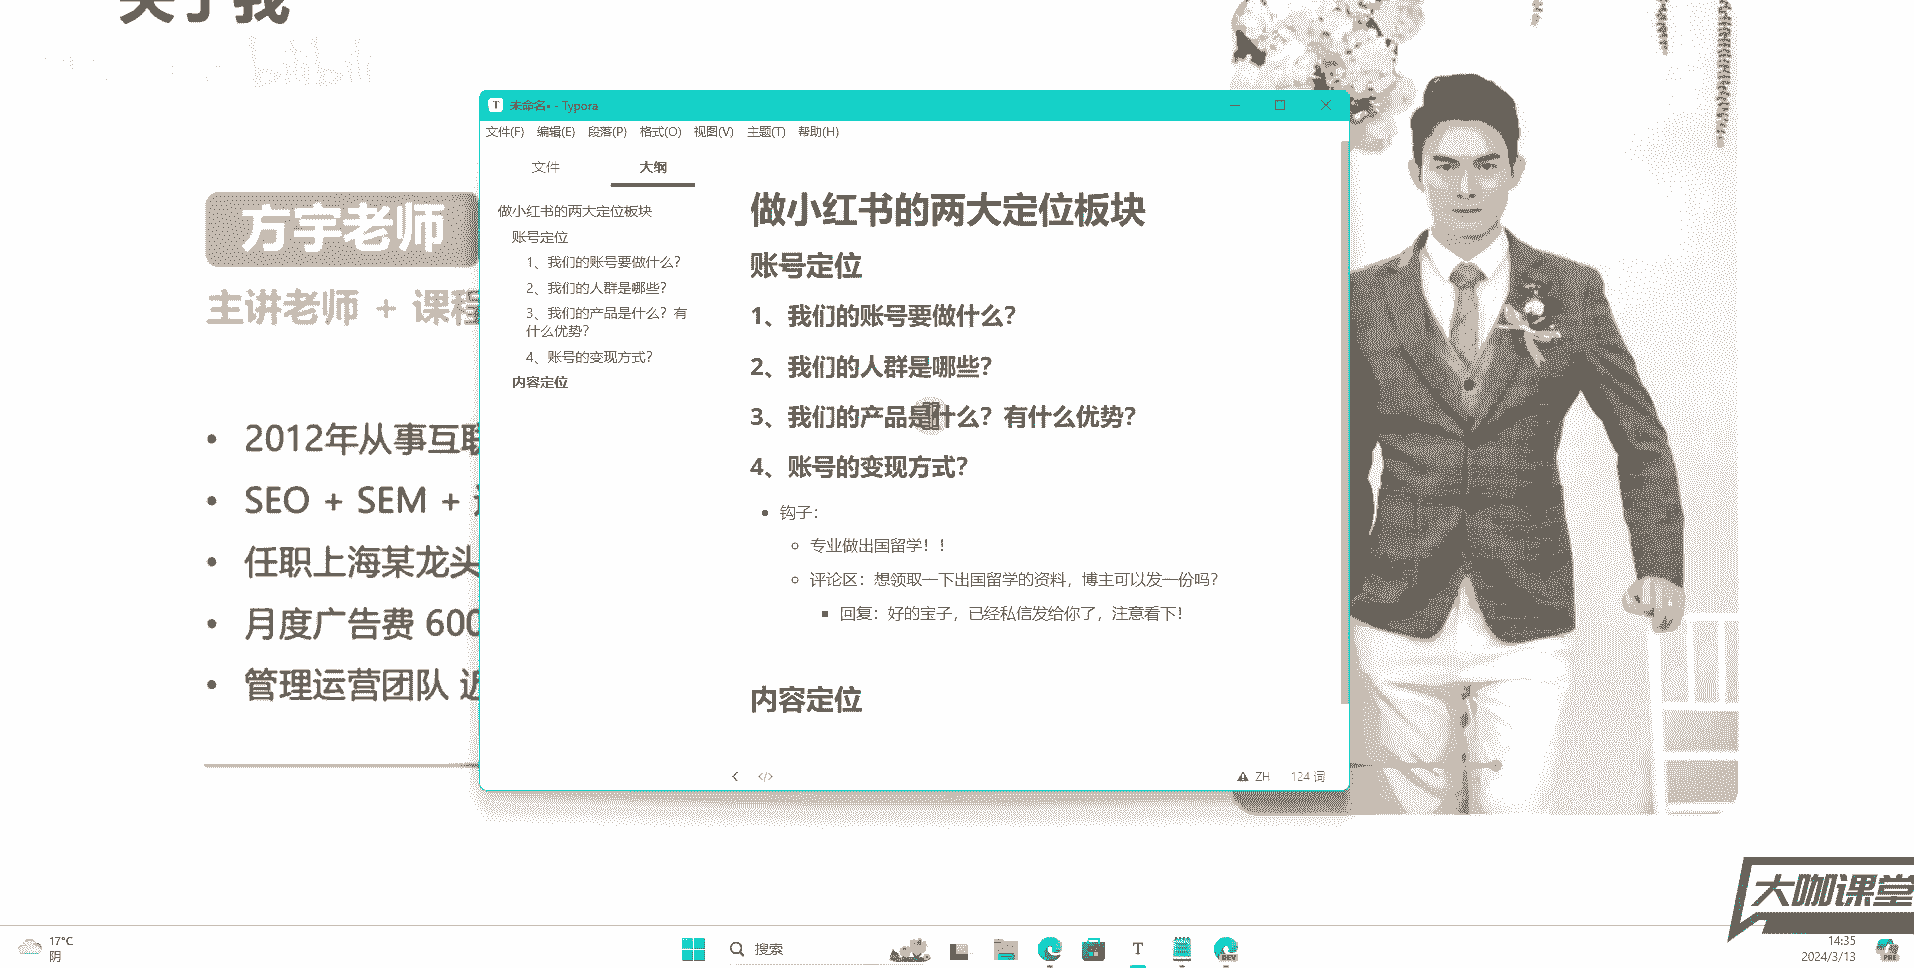 关于我
bilibili
未命名• - Typora
文件(F) 编辑(E) 段落(P) 格式(O) 视图(V) 主题(T) 帮助(H)
文件 大纲
做小红书的两大定位板块
账号定位
1、我们的账号要做什么？
2、我们的人群是哪些？
3、我们的产品是什么？有
什么优势？
4、账号的变现方式？
内容定位
做小红书的两大定位板块
账号定位
1、我们的账号要做什么？
2、我们的人群是哪些？
3、我们的产品是什么？有什么优势？
4、账号的变现方式？
钩子：
专业做出国留学！！
评论区：想领取一下出国留学的资料，博主可以发一份吗？
回复：好的宝子，已经私信发给你了，注意看下！
内容定位
ZH 124 词
方宇老师
主讲老师 + 课程
2012年从事互联
SEO + SEM +
任职上海某龙头
月度广告费 600
管理运营团队 近
大咖课堂
17°C
阴
搜索
T
DEV
14:35
2024/3/13
PRE